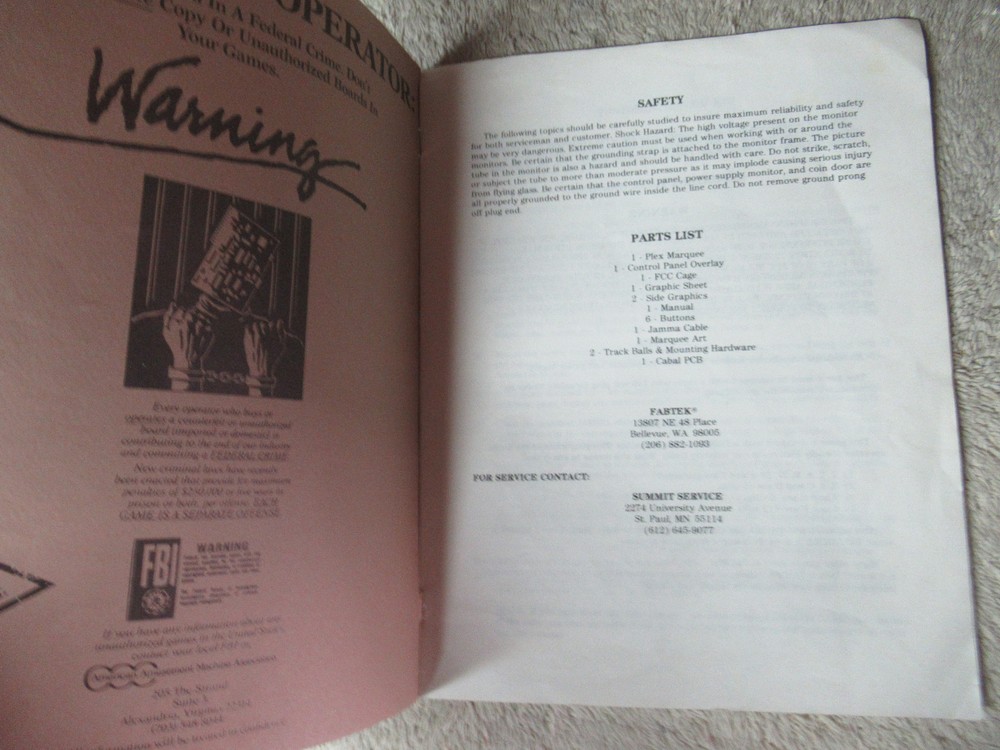 OPERATOR:
In A Federal Crime. Don't
Copy Or Unauthorized Boards In
Your Games.
Warning
Every operator who buys or
operates a counterfeit or unauthorized
board (imported or domestic) is
contributing to the end of our industry
and committing a FEDERAL CRIME.
New criminal laws have recently
been enacted that provide for maximum
penalties of $250,000 or five years in
prison or both, per offense. EACH
GAME IS A SEPARATE OFFENSE.
FBI
WARNING
If you have any information about
unauthorized games in the United States,
contact your local FBI
American Amusement Machine Association
205 The Strand
Suite 3
Alexandria, Virginia 22314
(703) 548-8044
will be treated in confidence.
SAFETY
The following topics should be carefully studied to insure maximum reliability and safety
for both serviceman and customer. Shock Hazard: The high voltage present on the monitor
may be very dangerous. Extreme caution must be used when working with or around the
monitors. Be certain that the grounding strap is attached to the monitor frame. The picture
tube in the monitor is also a hazard and should be handled with care. Do not strike, scratch,
or subject the tube to more than moderate pressure as it may implode causing serious injury
from flying glass. Be certain that the control panel, power supply monitor, and coin door are
all properly grounded to the ground wire inside the line cord. Do not remove ground prong
off plug end.
PARTS LIST
1 - Plex Marquee
1 - Control Panel Overlay
1 - FCC Cage
1 - Graphic Sheet
2 - Side Graphics
1 - Manual
6 - Buttons
1 - Jamma Cable
1 - Marquee Art
2 - Track Balls & Mounting Hardware
1 - Cabal PCB
FABTEK®
13807 NE 48 Place
Bellevue, WA 98005
(206) 882-1093
FOR SERVICE CONTACT:
SUMMIT SERVICE
2274 University Avenue
St. Paul, MN 55114
(612) 645-9077